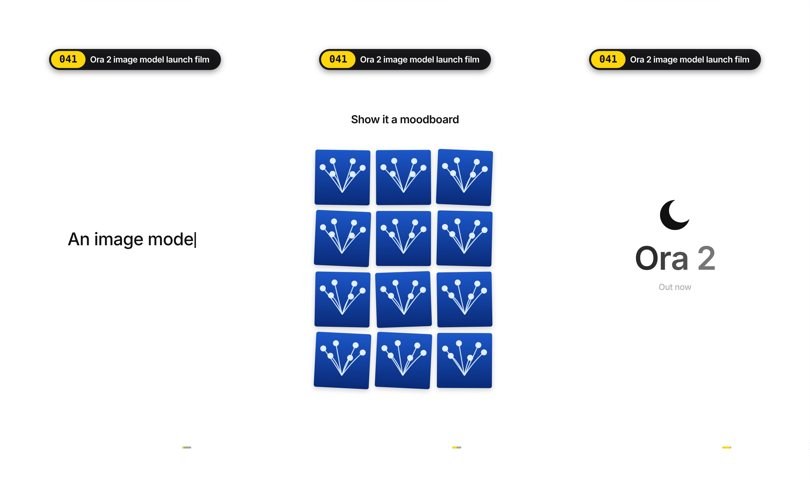 041 Ora 2 image model launch film
An image mode
041 Ora 2 image model launch film
Show it a moodboard
041 Ora 2 image model launch film
Ora 2
Out now